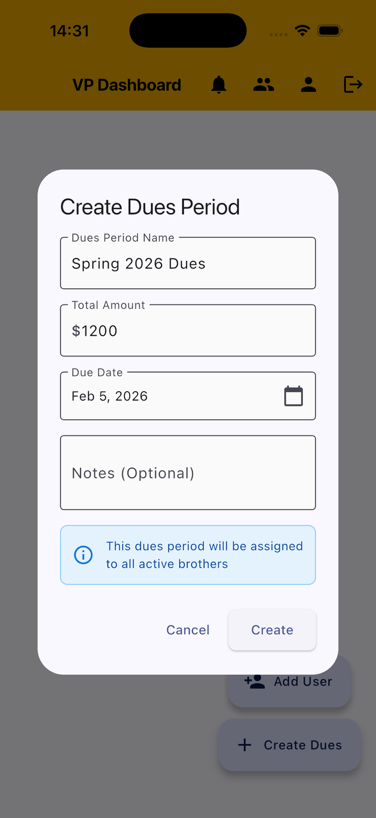 14:31
VP Dashboard
Create Dues Period
Dues Period Name
Spring 2026 Dues
Total Amount
$1200
Due Date
Feb 5, 2026
Notes (Optional)
This dues period will be assigned
to all active brothers
Cancel
Create
Add User
Create Dues